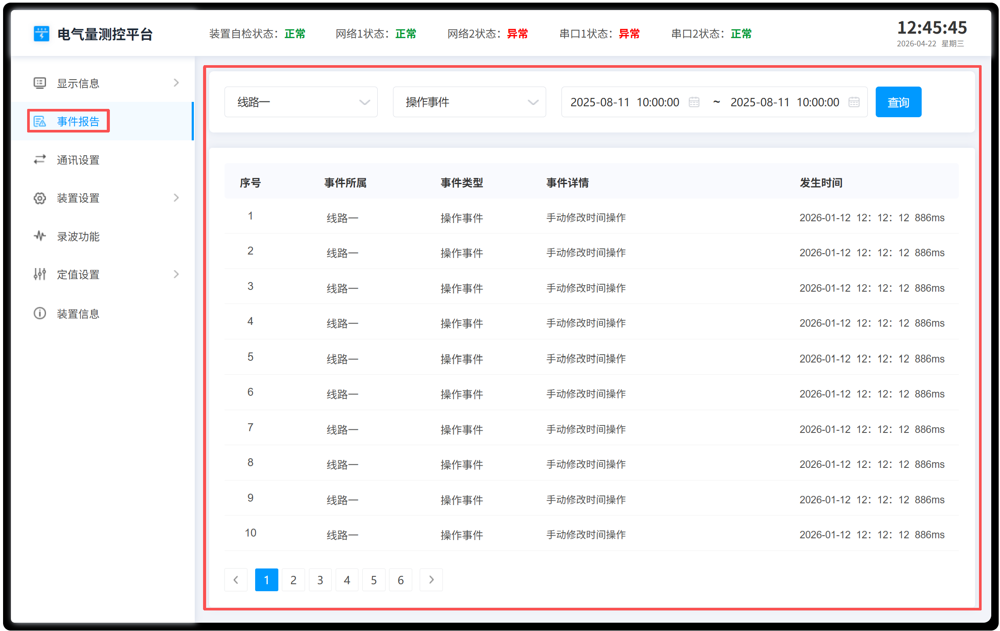 电气量测控平台
装置自检状态：正常 网络1状态：正常 网络2状态：异常 串口1状态：异常 串口2状态：正常
12:45:45
2026-04-22 星期三
显示信息
事件报告
通讯设置
装置设置
录波功能
定值设置
装置信息
线路一 操作事件 2025-08-11 10:00:00 ~ 2025-08-11 10:00:00 查询
序号 事件所属 事件类型 事件详情 发生时间
1 线路一 操作事件 手动修改时间操作 2026-01-12 12：12：12 886ms
2 线路一 操作事件 手动修改时间操作 2026-01-12 12：12：12 886ms
3 线路一 操作事件 手动修改时间操作 2026-01-12 12：12：12 886ms
4 线路一 操作事件 手动修改时间操作 2026-01-12 12：12：12 886ms
5 线路一 操作事件 手动修改时间操作 2026-01-12 12：12：12 886ms
6 线路一 操作事件 手动修改时间操作 2026-01-12 12：12：12 886ms
7 线路一 操作事件 手动修改时间操作 2026-01-12 12：12：12 886ms
8 线路一 操作事件 手动修改时间操作 2026-01-12 12：12：12 886ms
9 线路一 操作事件 手动修改时间操作 2026-01-12 12：12：12 886ms
10 线路一 操作事件 手动修改时间操作 2026-01-12 12：12：12 886ms
1 2 3 4 5 6